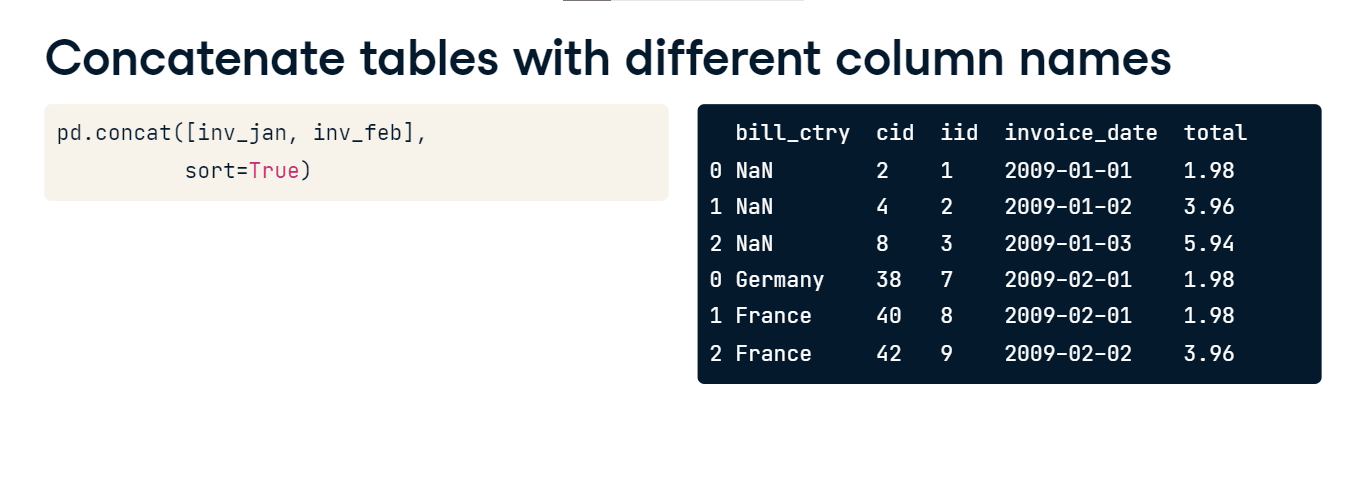 Concatenate tables with different column names
pd.concat([inv_jan, inv_feb],
sort=True)
bill_ctry cid iid invoice_date total
0 NaN 2 1 2009-01-01 1.98
1 NaN 4 2 2009-01-02 3.96
2 NaN 8 3 2009-01-03 5.94
0 Germany 38 7 2009-02-01 1.98
1 France 40 8 2009-02-01 1.98
2 France 42 9 2009-02-02 3.96